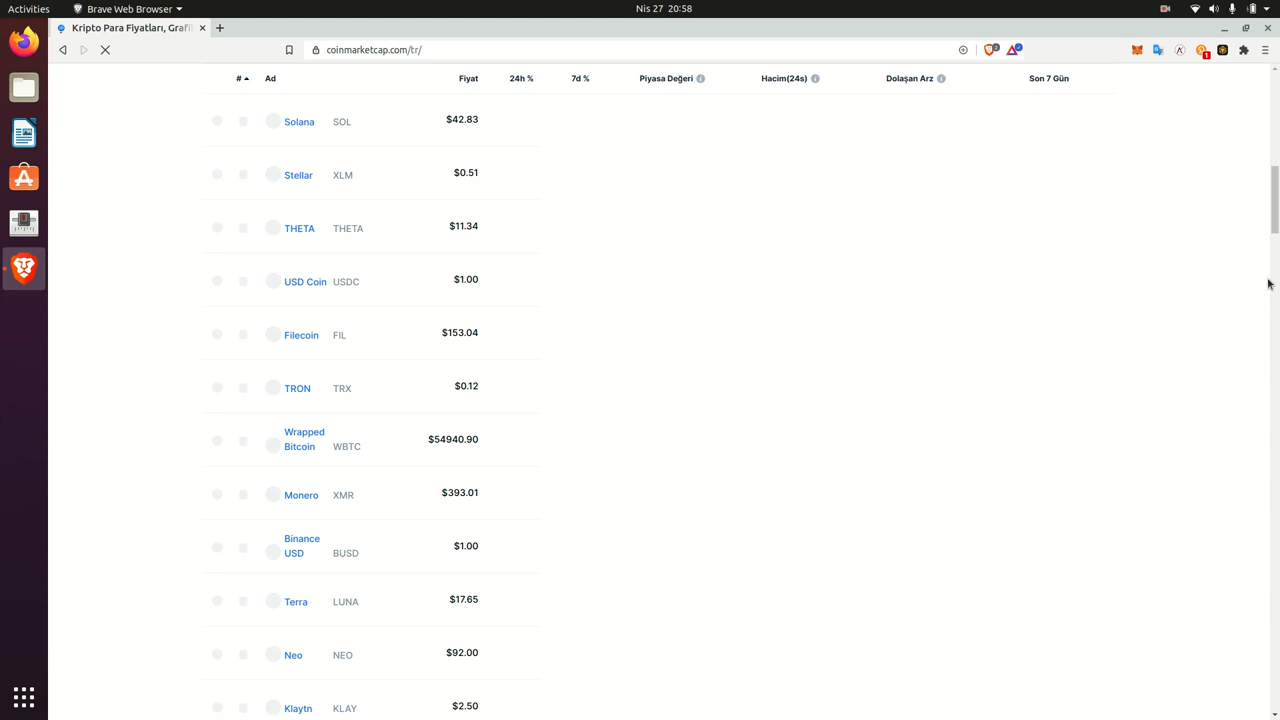 Activities
Brave Web Browser
Nis 27 20:58
Kripto Para Fiyatları, Grafi
coinmarketcap.com/tr/
2
1
# Ad Fiyat 24h % 7d % Piyasa Değeri Hacim(24s) Dolaşan Arz Son 7 Gün
Solana SOL $42.83
Stellar XLM $0.51
THETA THETA $11.34
USD Coin USDC $1.00
Filecoin FIL $153.04
TRON TRX $0.12
Wrapped
Bitcoin WBTC $54940.90
Monero XMR $393.01
Binance
USD BUSD $1.00
Terra LUNA $17.65
Neo NEO $92.00
Klaytn KLAY $2.50